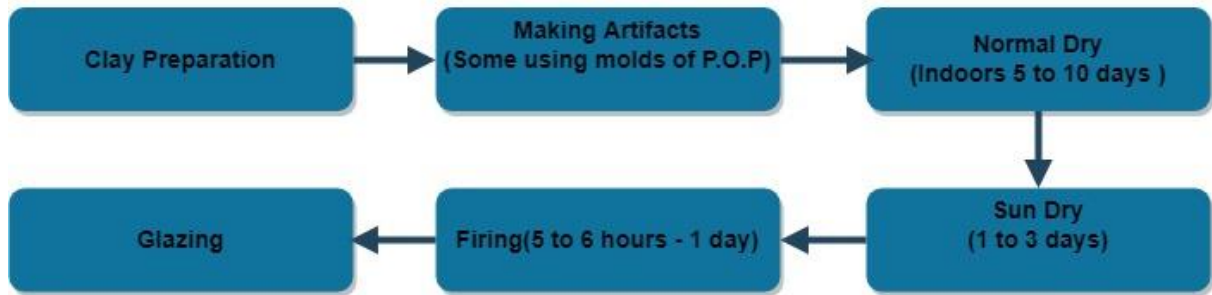 Clay Preparation
Making Artifacts
(Some using molds of P.O.P)
Normal Dry
(Indoors 5 to 10 days )
Sun Dry
(1 to 3 days)
Firing(5 to 6 hours - 1 day)
Glazing